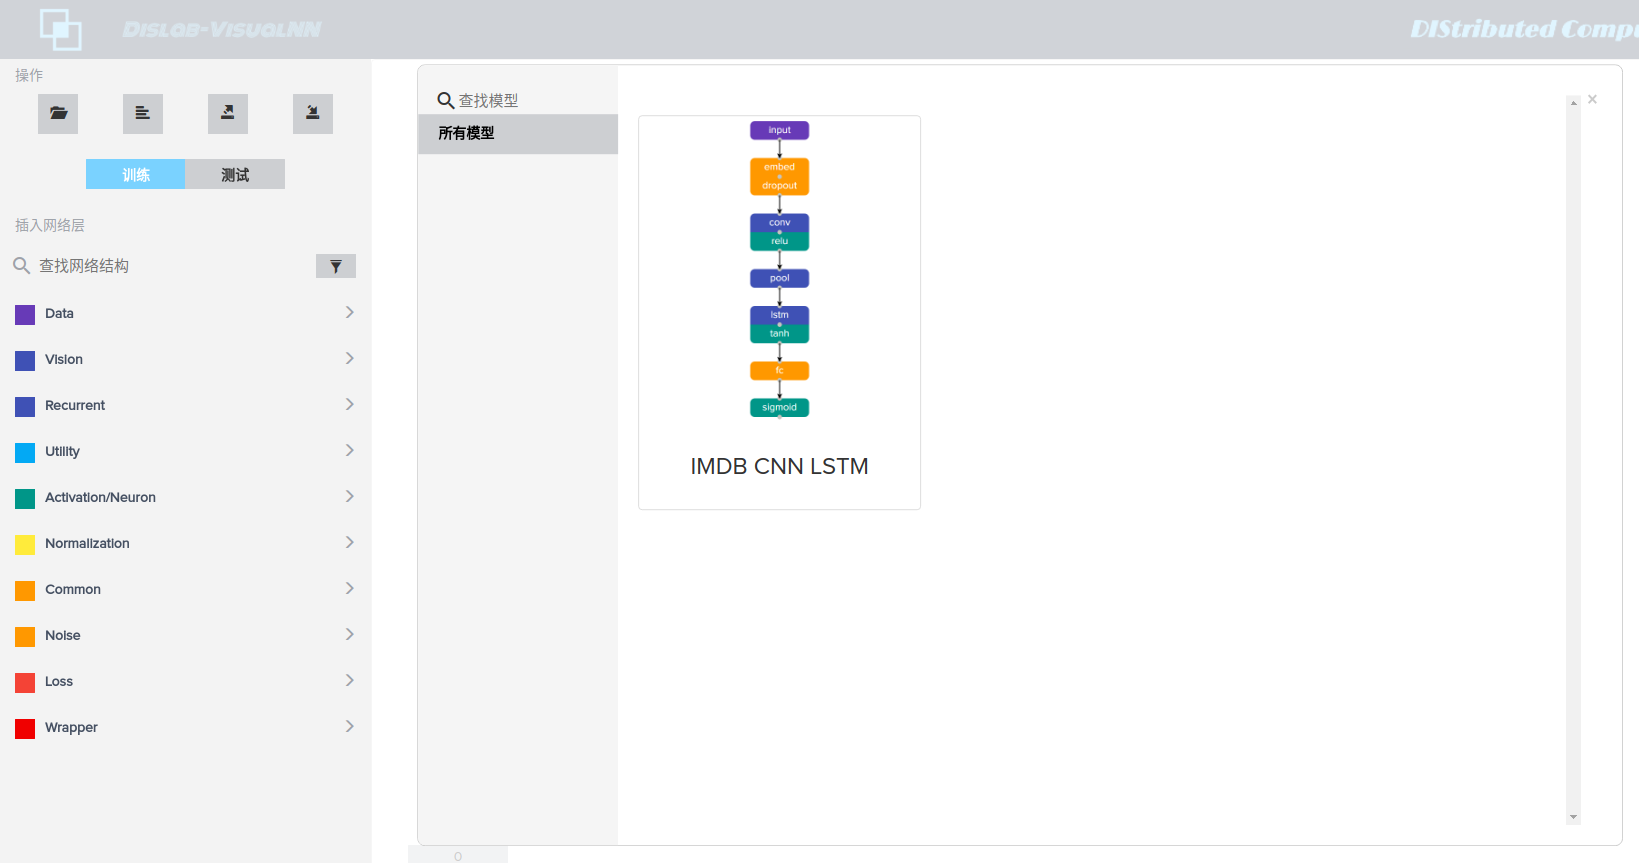 DISLAB-VISUALNN
DIStributed Compu
操作
训练
测试
插入网络层
查找网络结构
Data
Vision
Recurrent
Utility
Activation/Neuron
Normalization
Common
Noise
Loss
Wrapper
查找模型
所有模型
input
embed
dropout
conv
relu
pool
lstm
tanh
fc
sigmoid
IMDB CNN LSTM
×
0